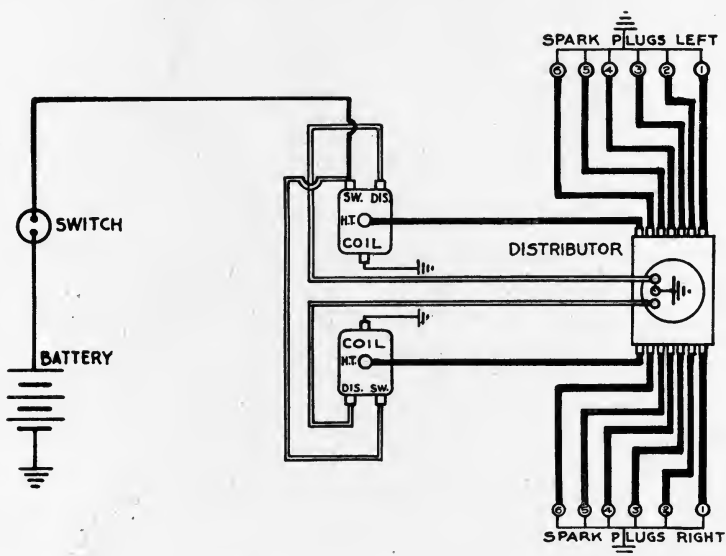 SPARK PLUGS LEFT
6 5 4 3 2 1
SW. DIS.
H.T.
COIL
SWITCH
DISTRIBUTOR
BATTERY
COIL
H.T.
DIS. SW.
6 5 4 3 2 1
SPARK PLUGS RIGHT